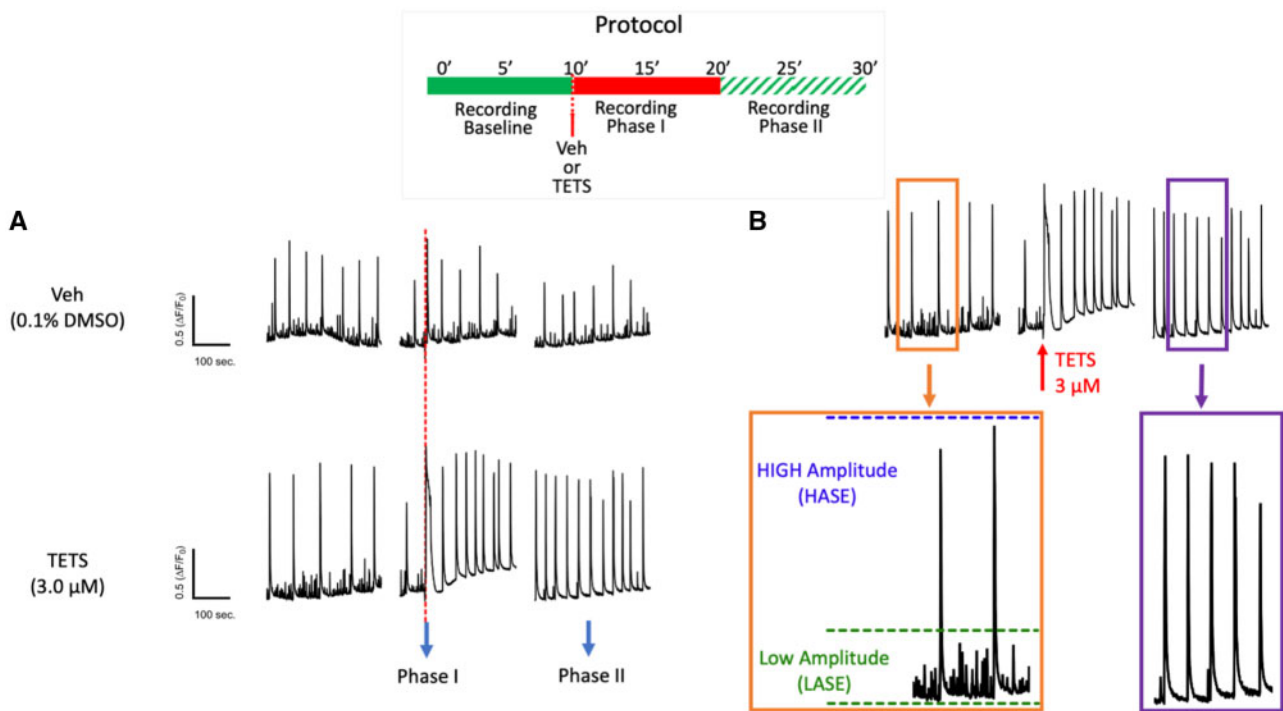 Protocol
0’ 5’ 10’ 15’ 20’ 25’ 30’
Recording Baseline
Recording Phase I
Recording Phase II
Veh
or
TETS
A
Veh
(0.1% DMSO)
0.5 (ΔF/F₀)
100 sec.
TETS
(3.0 µM)
0.5 (ΔF/F₀)
100 sec.
Phase I
Phase II
B
TETS
3 µM
HIGH Amplitude
(HASE)
Low Amplitude
(LASE)